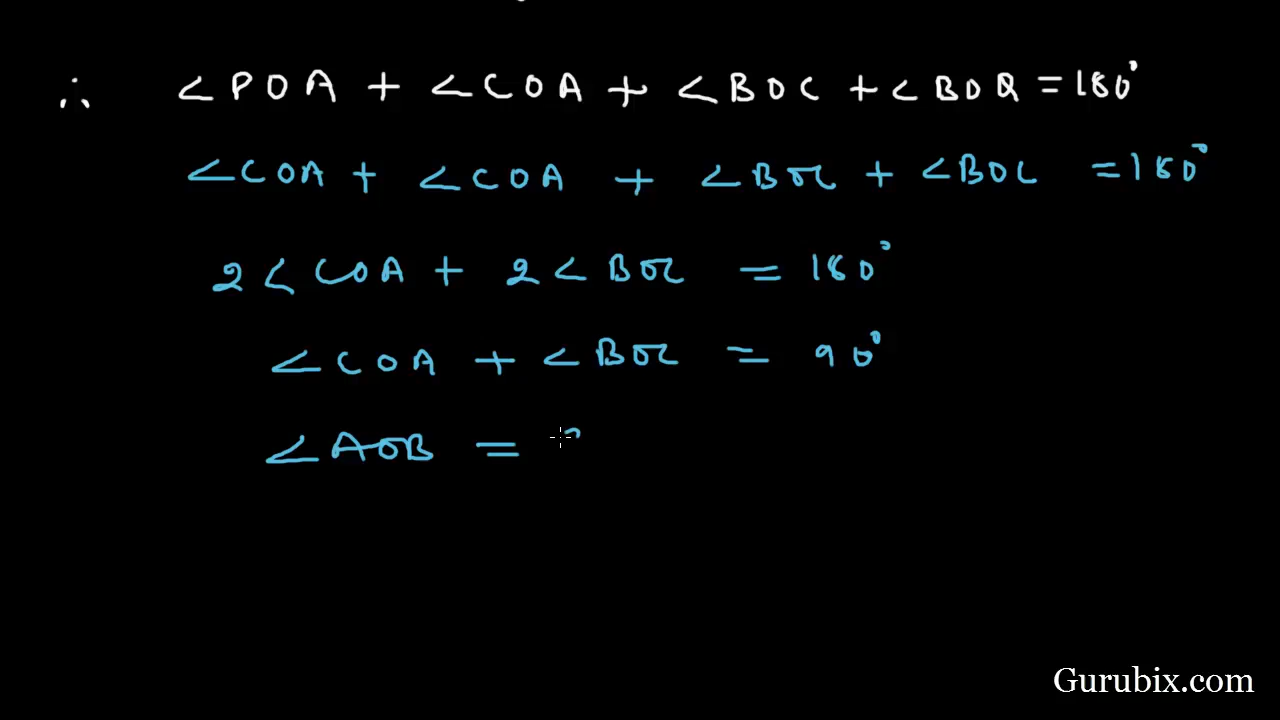 ∴ ∠POA + ∠COA + ∠BOC + ∠BOQ = 180°
∠COA + ∠COA + ∠BOC + ∠BOC = 180°
2∠COA + 2∠BOC = 180°
∠COA + ∠BOC = 90°
∠AOB =
Gurubix.com